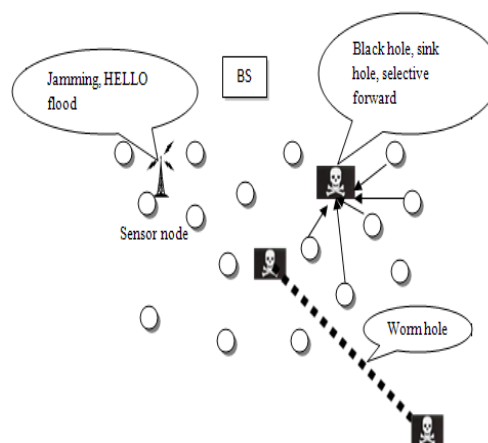 Jamming, HELLO
flood
BS
Black hole, sink
hole, selective
forward
Sensor node
Worm hole